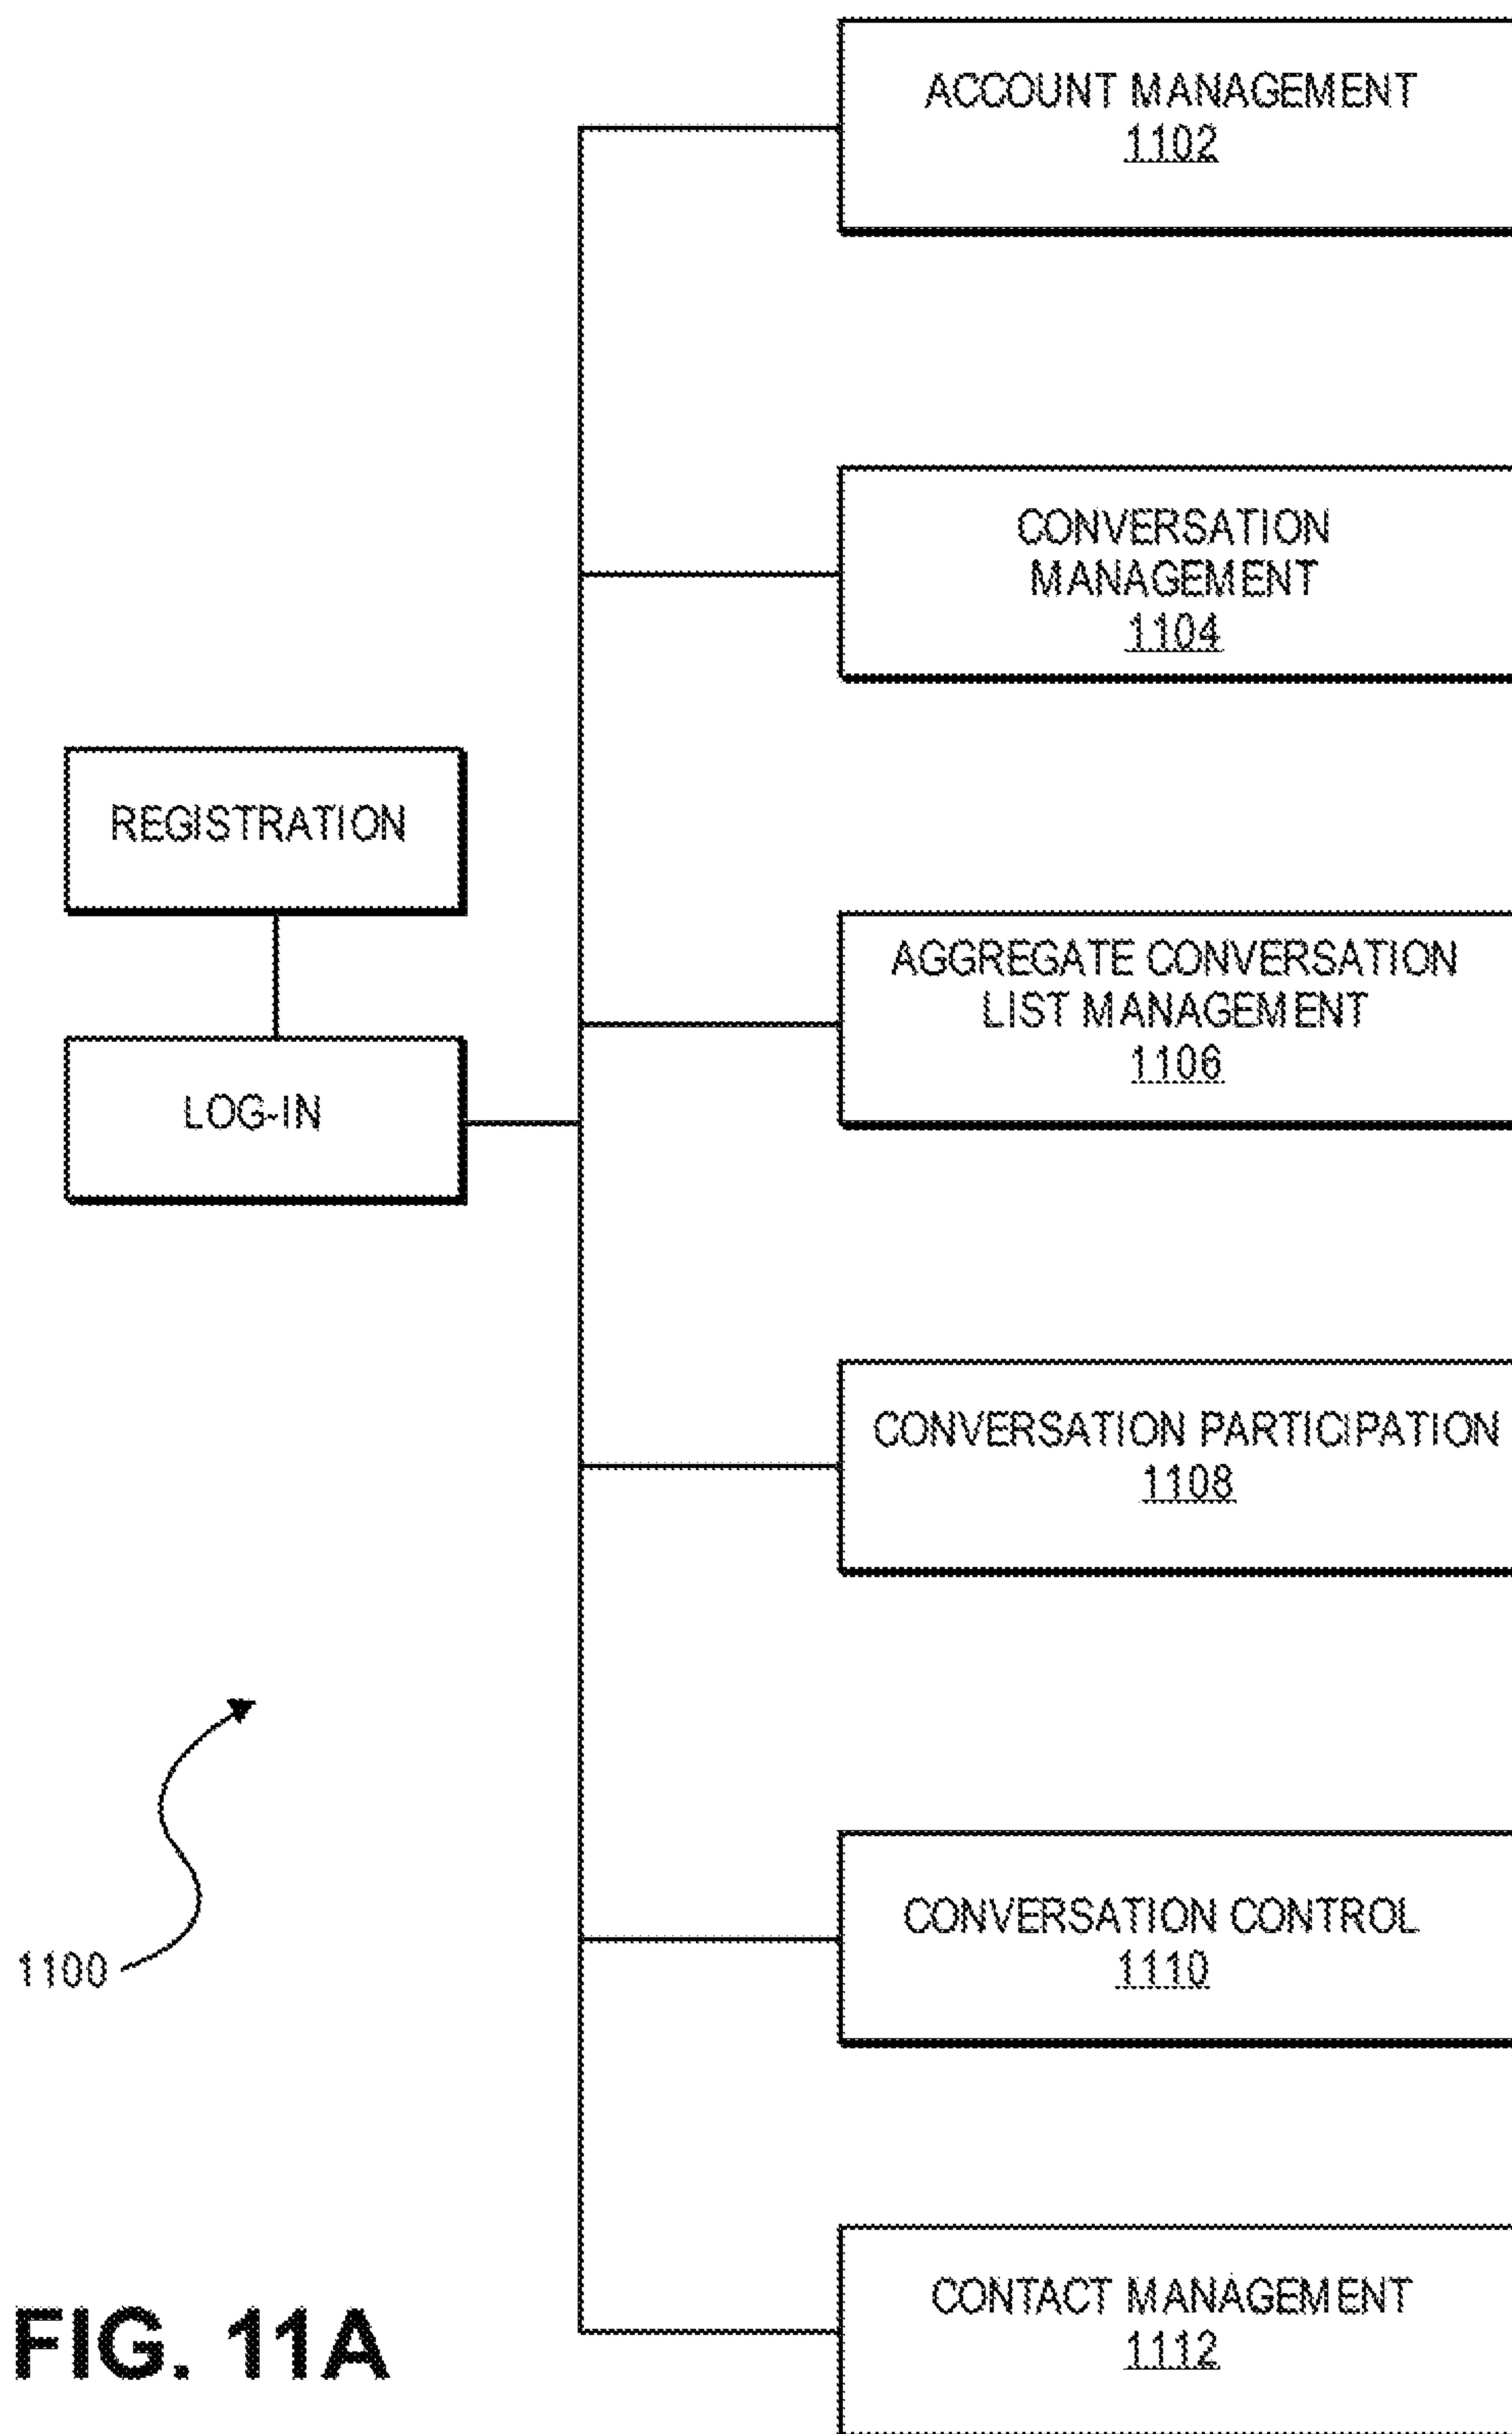 ACCOUNT MANAGEMENT
1102
CONVERSATION
MANAGEMENT
1104
REGISTRATION
AGGREGATE CONVERSATION
LIST MANAGEMENT
1106
LOG-IN
CONVERSATION PARTICIPATION
1108
CONVERSATION CONTROL
1110
1100
CONTACT MANAGEMENT
1112
FIG. 11A